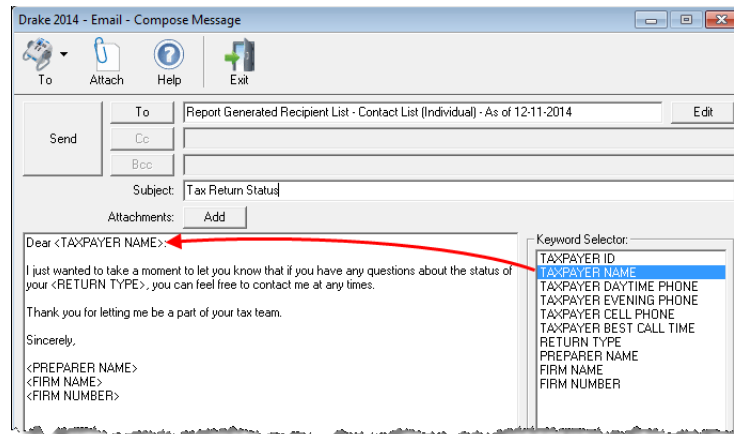 Drake 2014 - Email - Compose Message
To Attach Help Exit
Send
To Report Generated Recipient List - Contact List (Individual) - As of 12-11-2014 Edit
Cc
Bcc
Subject: Tax Return Status
Attachments: Add
Dear <TAXPAYER NAME>:
I just wanted to take a moment to let you know that if you have any questions about the status of
your <RETURN TYPE>, you can feel free to contact me at any times.
Thank you for letting me be a part of your tax team.
Sincerely,
<PREPARER NAME>
<FIRM NAME>
<FIRM NUMBER>
Keyword Selector:
TAXPAYER ID
TAXPAYER NAME
TAXPAYER DAYTIME PHONE
TAXPAYER EVENING PHONE
TAXPAYER CELL PHONE
TAXPAYER BEST CALL TIME
RETURN TYPE
PREPARER NAME
FIRM NAME
FIRM NUMBER